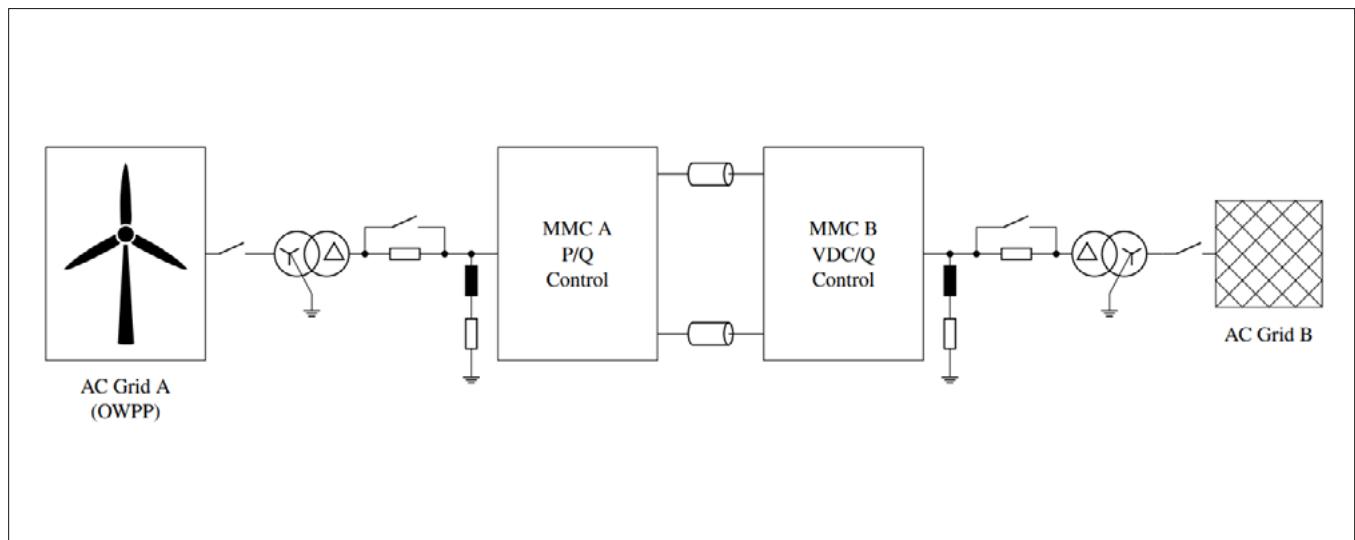 MMC A
P/Q
Control
MMC B
VDC/Q
Control
AC Grid A
(OWPP)
AC Grid B